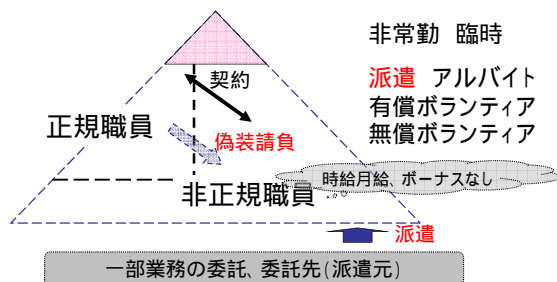 非常勤 臨時
派遣 アルバイト
有償ボランティア
無償ボランティア
契約
正規職員
偽装請負
時給月給、ボーナスなし
非正規職員
派遣
一部業務の委託、委託先(派遣元)